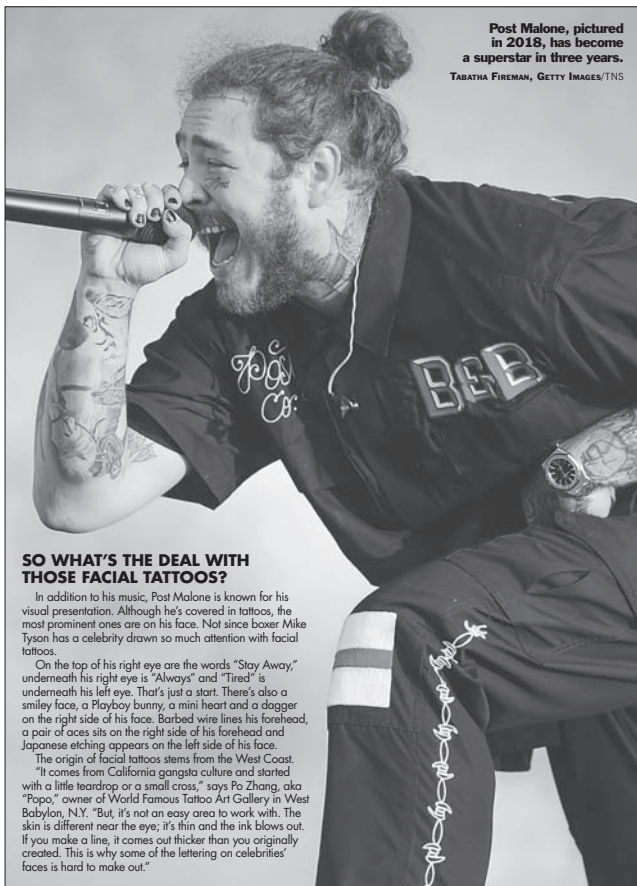 Post Malone, pictured
in 2018, has become
a superstar in three years.
TABATHA FIREMAN, GETTY IMAGES/TNS
Post
Co.
B&B
SO WHAT'S THE DEAL WITH
THOSE FACIAL TATTOOS?
In addition to his music, Post Malone is known for his
visual presentation. Although he's covered in tattoos, the
most prominent ones are on his face. Not since boxer Mike
Tyson has a celebrity drawn so much attention with facial
tattoos.
On the top of his right eye are the words “Stay Away,”
underneath his right eye is “Always” and “Tired” is
underneath his left eye. That's just a start. There's also a
smiley face, a Playboy bunny, a mini heart and a dagger
on the right side of his face. Barbed wire lines his forehead,
a pair of aces sits on the right side of his forehead and
Japanese etching appears on the left side of his face.
The origin of facial tattoos stems from the West Coast.
“It comes from California gangsta culture and started
with a little teardrop or a small cross,” says Po Zhang, aka
“Popo,” owner of World Famous Tattoo Art Gallery in West
Babylon, N.Y. “But, it's not an easy area to work with. The
skin is different near the eye; it's thin and the ink blows out.
If you make a line, it comes out thicker than you originally
created. This is why some of the lettering on celebrities'
faces is hard to make out.”